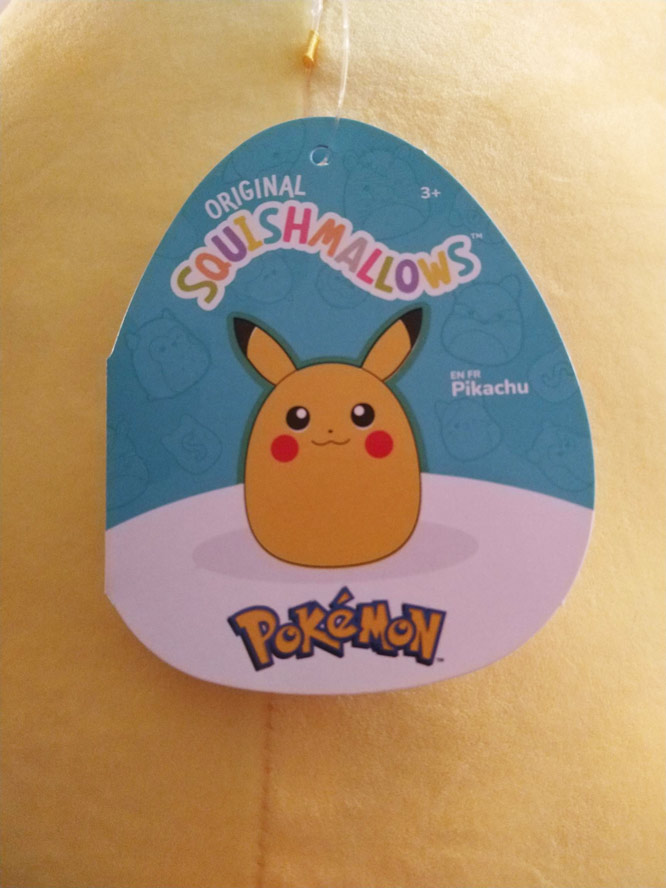 ORIGINAL
3+
SQUISHMALLOWS™
EN FR
Pikachu
POKéMON